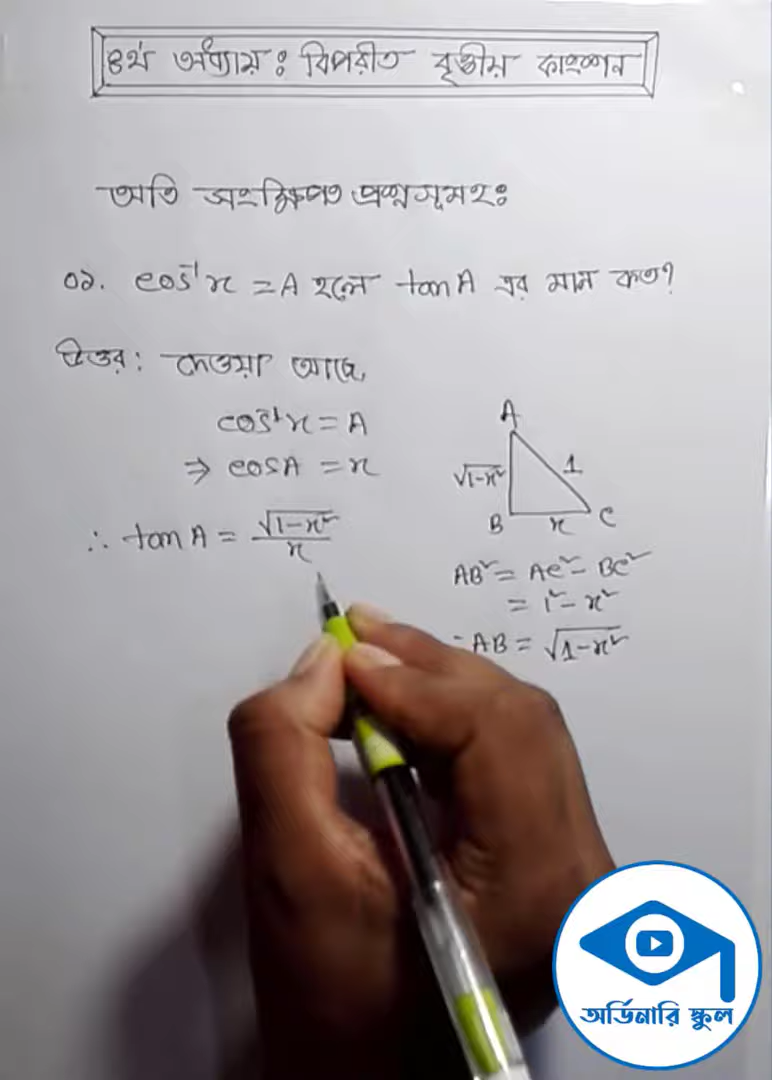 ৪র্থ অধ্যায়ঃ বিপরীত বৃত্তীয় ফাংশন
অতি সংক্ষিপ্ত প্রশ্নসমূহঃ
০১. cos⁻¹x = A হলে tanA এর মান কত?
উত্তর: দেওয়া আছে,
cos⁻¹x = A
⇒ cosA = x
∴ tanA = √(1-x²)/x
A
√(1-x²) 1
B x C
AB² = AC² - BC²
= 1² - x²
AB = √(1-x²)
অর্ডিনারি স্কুল